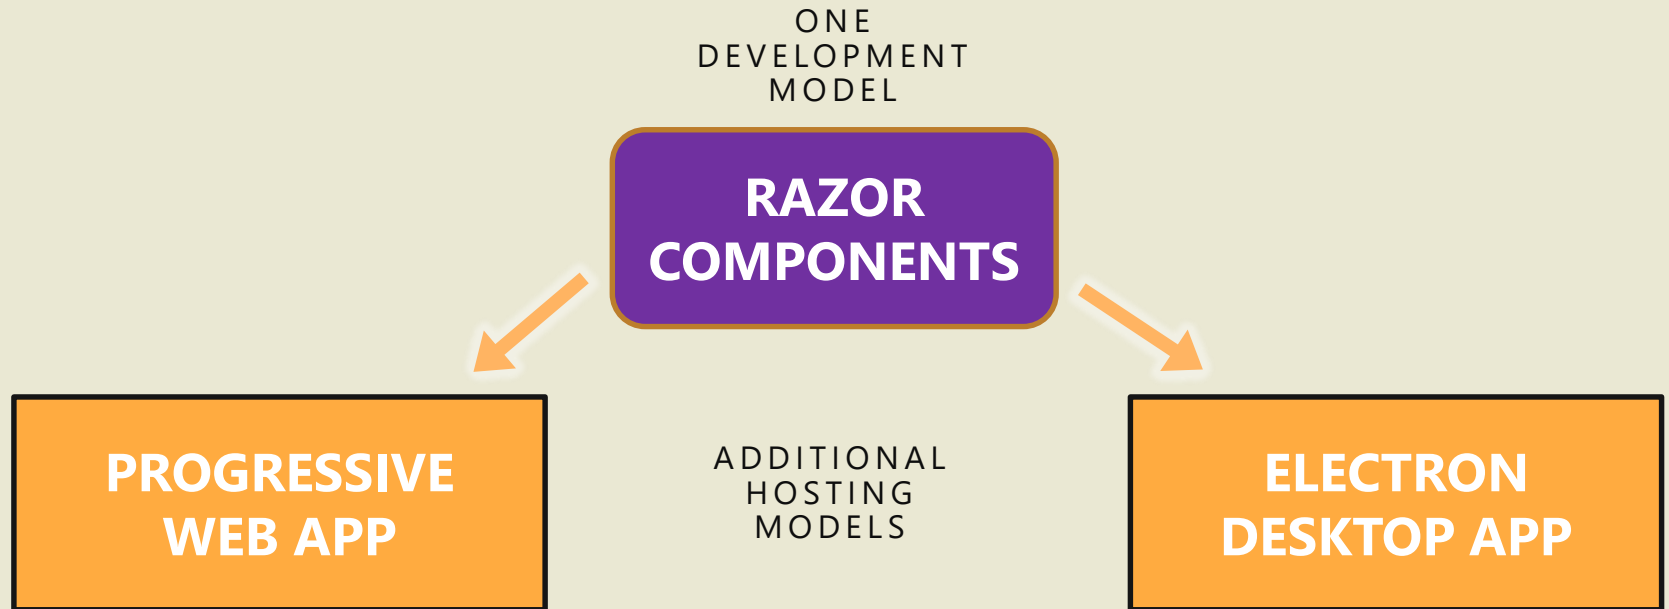 ONE
DEVELOPMENT
MODEL
RAZOR
COMPONENTS
PROGRESSIVE
WEB APP
ADDITIONAL
HOSTING
MODELS
ELECTRON
DESKTOP APP